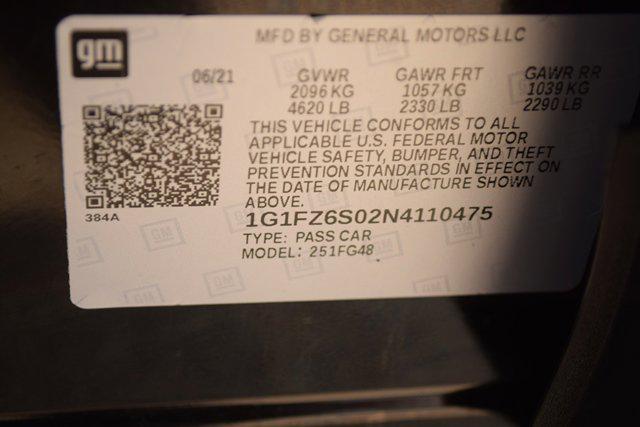 gm
MFD BY GENERAL MOTORS LLC
06/21 GVWR GAWR FRT GAWR RR
2096 KG 1057 KG 1039 KG
4620 LB 2330 LB 2290 LB
THIS VEHICLE CONFORMS TO ALL
APPLICABLE U.S. FEDERAL MOTOR
VEHICLE SAFETY, BUMPER, AND THEFT
PREVENTION STANDARDS IN EFFECT ON
THE DATE OF MANUFACTURE SHOWN
ABOVE.
384A
1G1FZ6S02N4110475
TYPE: PASS CAR
MODEL: 251FG48